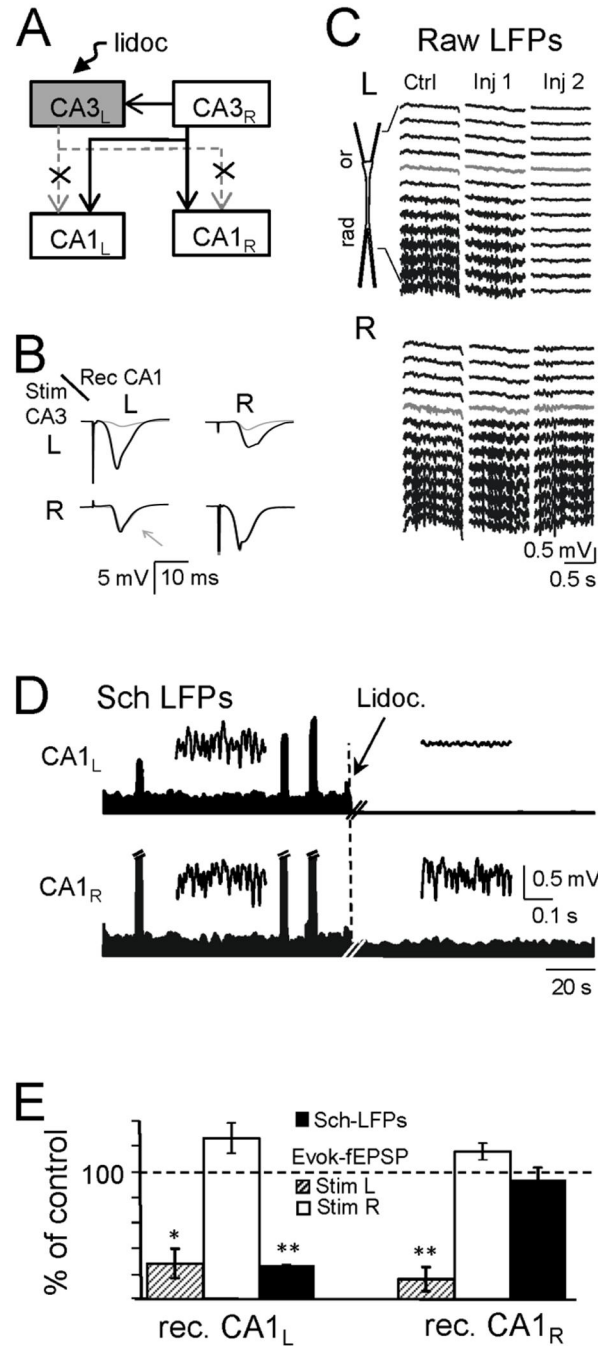 A
lidoc
CA3L
CA3R
CA1L
CA1R
B
Rec CA1
Stim
CA3
L
R
L
R
5 mV
10 ms
C
Raw LFPs
L
Ctrl
Inj 1
Inj 2
or
rad
R
0.5 mV
0.5 s
D
Sch LFPs
Lidoc.
CA1L
CA1R
0.5 mV
0.1 s
20 s
E
% of control
100
Sch-LFPs
Evok-fEPSP
Stim L
Stim R
*
**
**
rec. CA1L
rec. CA1R